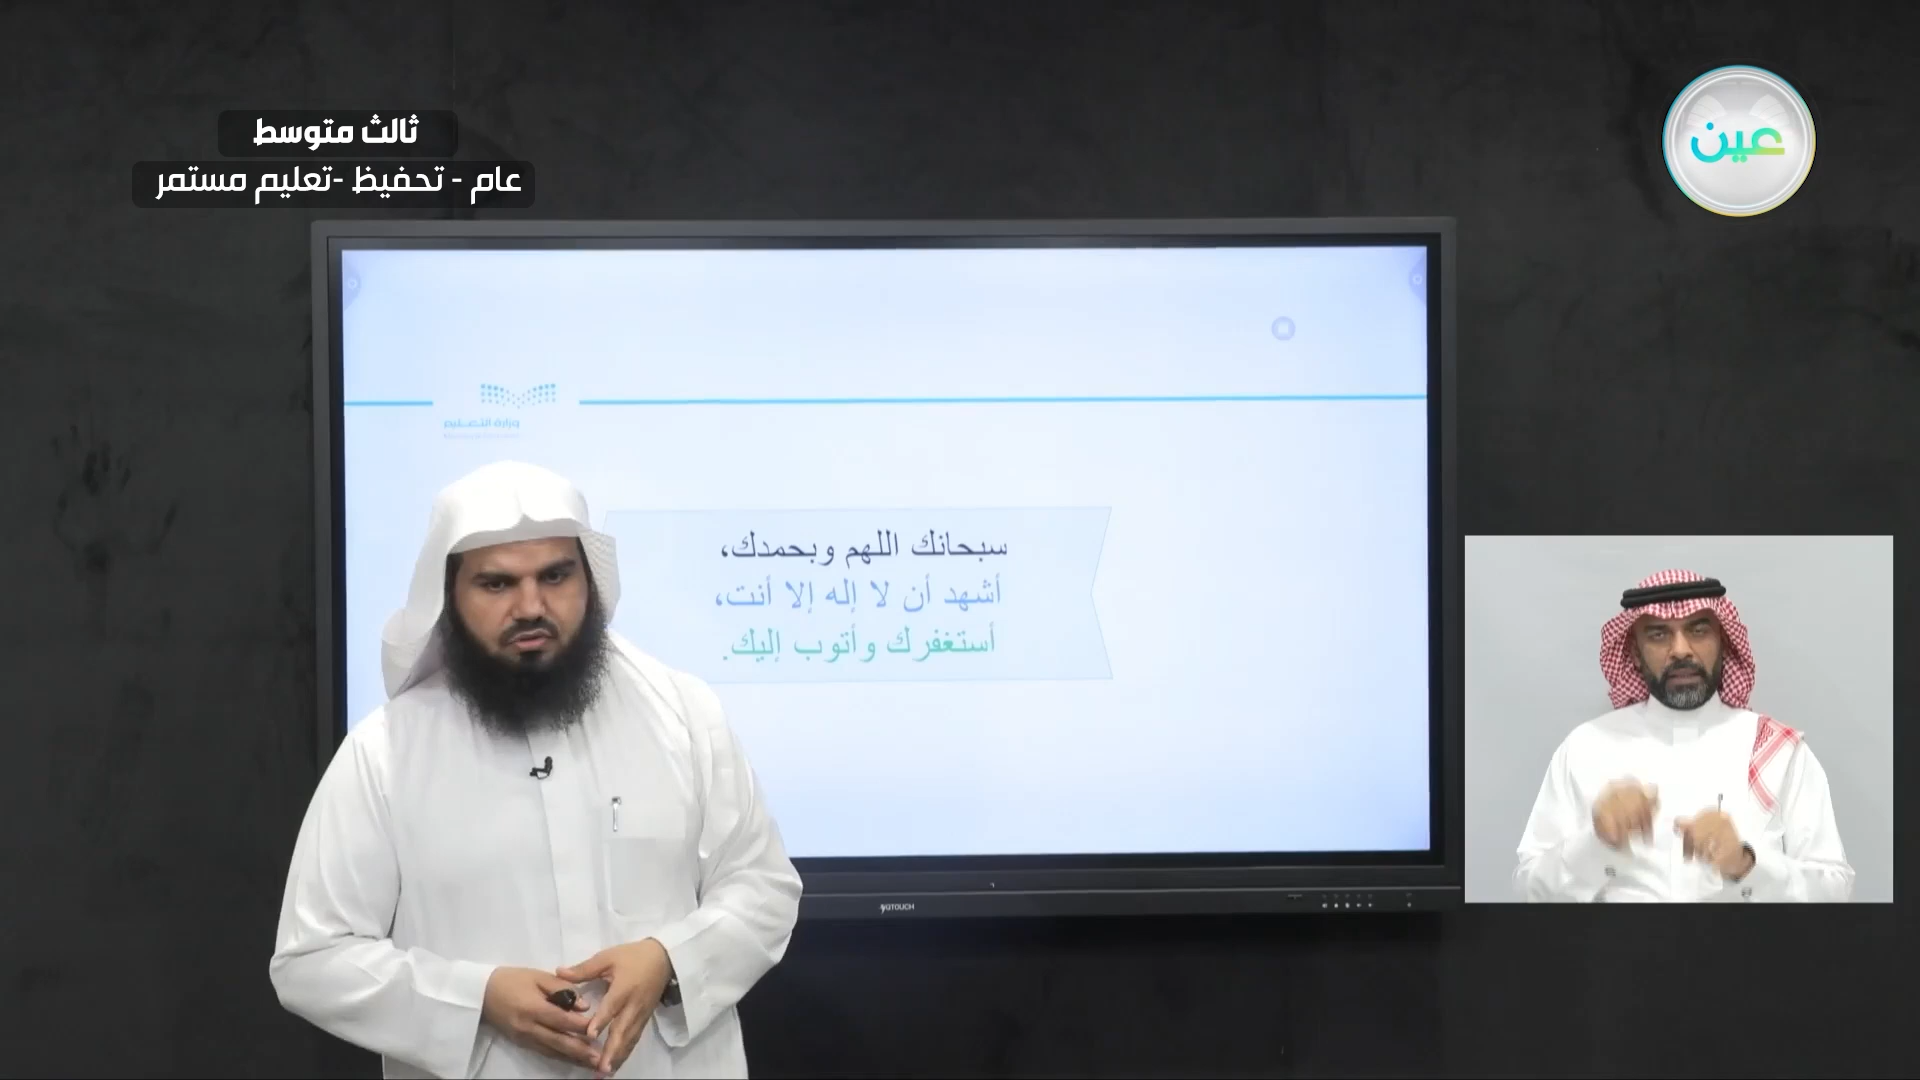 ثالث متوسط
عام - تحفيظ -تعليم مستمر
عين
وزارة التعليم
سبحانك اللهم وبحمدك،
أشهد أن لا إله إلا أنت،
أستغفرك وأتوب إليك.